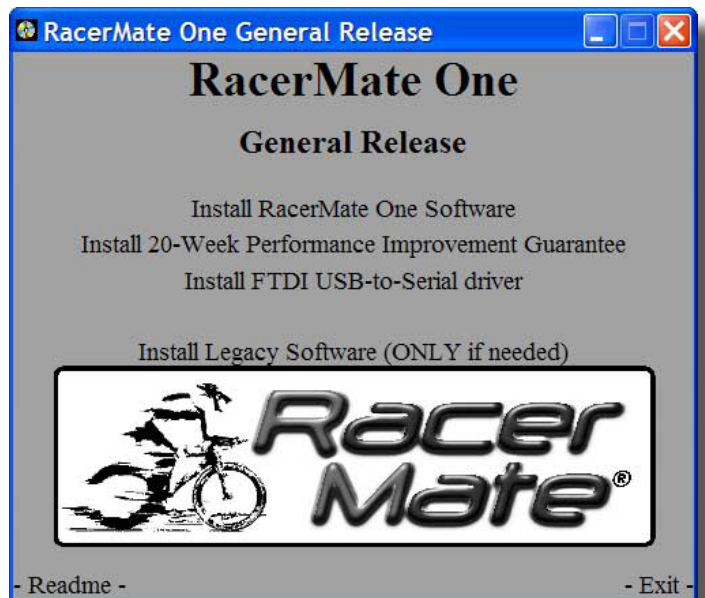 RacerMate One General Release
RacerMate One
General Release
Install RacerMate One Software
Install 20-Week Performance Improvement Guarantee
Install FTDI USB-to-Serial driver
Install Legacy Software (ONLY if needed)
Racer
Mate®
- Readme -
- Exit -